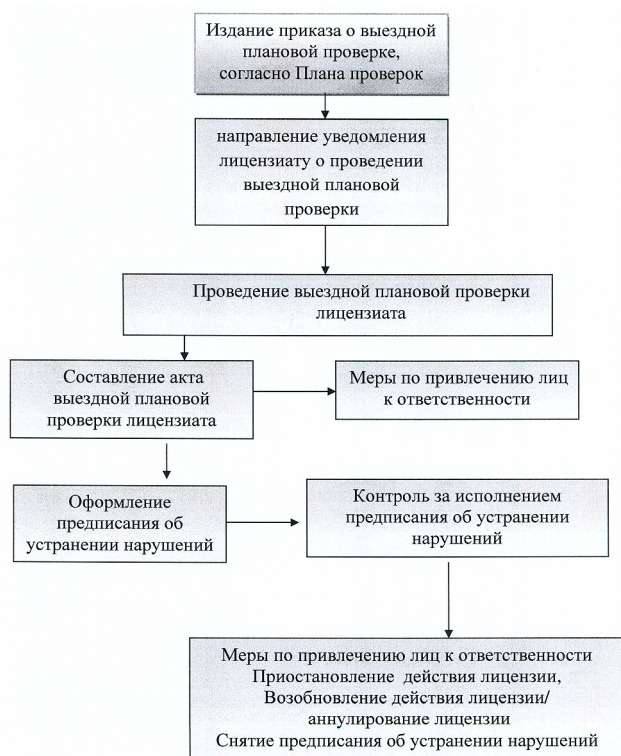 Издание приказа о выездной
плановой проверке,
согласно Плана проверок
направление уведомления
лицензиату о проведении
выездной плановой
проверки
Проведение выездной плановой проверки
лицензиата
Составление акта
выездной плановой
проверки лицензиата
Меры по привлечению лиц
к ответственности
Оформление
предписания об
устранении нарушений
Контроль за исполнением
предписания об устранении
нарушений
Меры по привлечению лиц к ответственности
Приостановление действия лицензии,
Возобновление действия лицензии/
аннулирование лицензии
Снятие предписания об устранении нарушений